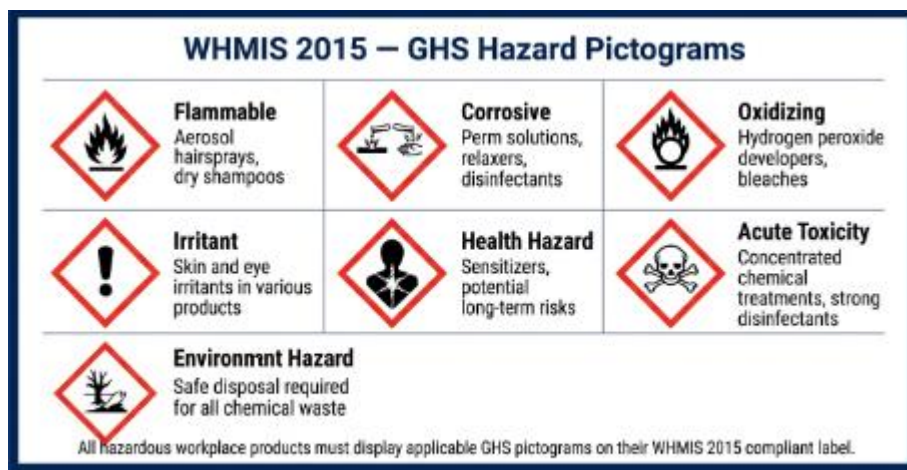 WHMIS 2015 — GHS Hazard Pictograms
Flammable
Aerosol
hairsprays,
dry shampoos
Corrosive
Perm solutions,
relaxers,
disinfectants
Oxidizing
Hydrogen peroxide
developers,
bleaches
Irritant
Skin and eye
irritants in various
products
Health Hazard
Sensitizers,
potential
long-term risks
Acute Toxicity
Concentrated
chemical
treatments, strong
disinfectants
Environment Hazard
Safe disposal required
for all chemical waste
All hazardous workplace products must display applicable GHS pictograms on their WHMIS 2015 compliant label.